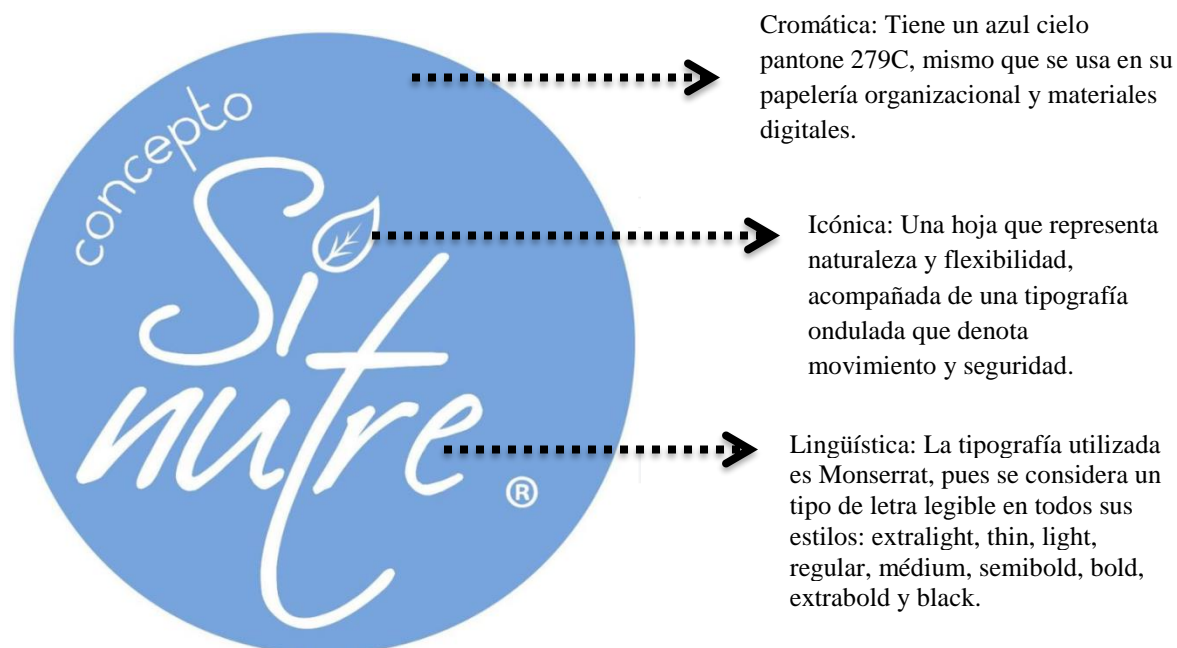 concepto
Sí
nutre ®
Cromática: Tiene un azul cielo
pantone 279C, mismo que se usa en su
papelería organizacional y materiales
digitales.
Icónica: Una hoja que representa
naturaleza y flexibilidad,
acompañada de una tipografía
ondulada que denota
movimiento y seguridad.
Lingüística: La tipografía utilizada
es Monserrat, pues se considera un
tipo de letra legible en todos sus
estilos: extralight, thin, light,
regular, médium, semibold, bold,
extrabold y black.